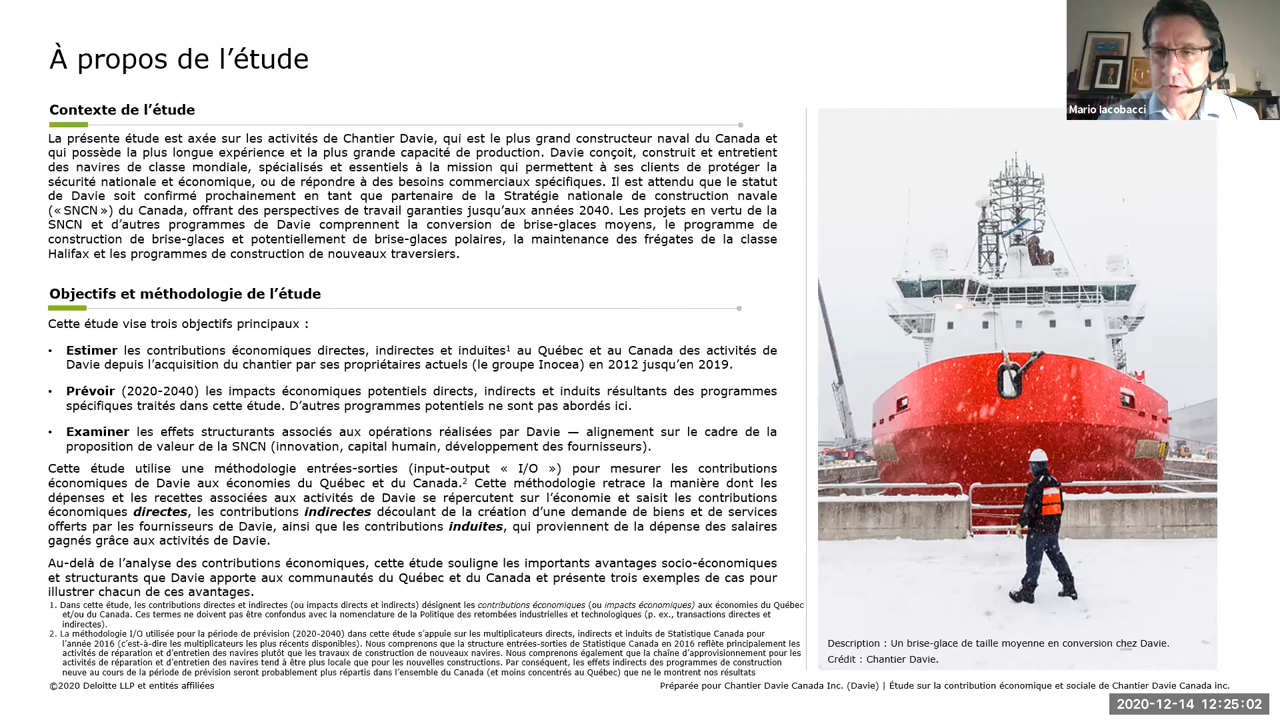 À propos de l’étude
Mario Iacobacci
Contexte de l’étude
La présente étude est axée sur les activités de Chantier Davie, qui est le plus grand constructeur naval du Canada et
qui possède la plus longue expérience et la plus grande capacité de production. Davie conçoit, construit et entretient
des navires de classe mondiale, spécialisés et essentiels à la mission qui permettent à ses clients de protéger la
sécurité nationale et économique, ou de répondre à des besoins commerciaux spécifiques. Il est attendu que le statut
de Davie soit confirmé prochainement en tant que partenaire de la Stratégie nationale de construction navale
(« SNCN ») du Canada, offrant des perspectives de travail garanties jusqu’aux années 2040. Les projets en vertu de la
SNCN et d’autres programmes de Davie comprennent la conversion de brise-glaces moyens, le programme de
construction de brise-glaces et potentiellement de brise-glaces polaires, la maintenance des frégates de la classe
Halifax et les programmes de construction de nouveaux traversiers.
Objectifs et méthodologie de l’étude
Cette étude vise trois objectifs principaux :
• Estimer les contributions économiques directes, indirectes et induites¹ au Québec et au Canada des activités de
Davie depuis l’acquisition du chantier par ses propriétaires actuels (le groupe Inocea) en 2012 jusqu’en 2019.
• Prévoir (2020-2040) les impacts économiques potentiels directs, indirects et induits résultants des programmes
spécifiques traités dans cette étude. D’autres programmes potentiels ne sont pas abordés ici.
• Examiner les effets structurants associés aux opérations réalisées par Davie — alignement sur le cadre de la
proposition de valeur de la SNCN (innovation, capital humain, développement des fournisseurs).
Cette étude utilise une méthodologie entrées-sorties (input-output « I/O ») pour mesurer les contributions
économiques de Davie aux économies du Québec et du Canada.² Cette méthodologie retrace la manière dont les
dépenses et les recettes associées aux activités de Davie se répercutent sur l’économie et saisit les contributions
économiques directes, les contributions indirectes découlant de la création d’une demande de biens et de services
offerts par les fournisseurs de Davie, ainsi que les contributions induites, qui proviennent de la dépense des salaires
gagnés grâce aux activités de Davie.
Au-delà de l’analyse des contributions économiques, cette étude souligne les importants avantages socio-économiques
et structurants que Davie apporte aux communautés du Québec et du Canada et présente trois exemples de cas pour
illustrer chacun de ces avantages.
1. Dans cette étude, les contributions directes et indirectes (ou impacts directs et indirects) désignent les contributions économiques (ou impacts économiques) aux économies du Québec
et/ou du Canada. Ces termes ne doivent pas être confondus avec la nomenclature de la Politique des retombées industrielles et technologiques (p. ex., transactions directes et
indirectes).
2. La méthodologie I/O utilisée pour la période de prévision (2020-2040) dans cette étude s’appuie sur les multiplicateurs directs, indirects et induits de Statistique Canada pour
l’année 2016 (c’est-à-dire les multiplicateurs les plus récents disponibles). Nous comprenons que la structure entrées-sorties de Statistique Canada en 2016 reflète principalement les
activités de réparation et d’entretien des navires plutôt que les travaux de construction de nouveaux navires. Nous comprenons également que la chaîne d’approvisionnement pour les
activités de réparation et d’entretien des navires tend à être plus locale que pour les nouvelles constructions. Par conséquent, les effets indirects des programmes de construction
neuve au cours de la période de prévision seront probablement plus répartis dans l’ensemble du Canada (et moins concentrés au Québec) que ne le montrent nos résultats
Description : Un brise-glace de taille moyenne en conversion chez Davie.
Crédit : Chantier Davie.
©2020 Deloitte LLP et entités affiliées
Préparée pour Chantier Davie Canada Inc. (Davie) | Étude sur la contribution économique et sociale de Chantier Davie Canada inc.
2020-12-14 12:25:02